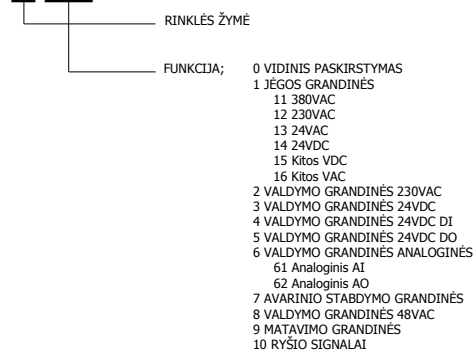 RINKLĖS ŽYMĖ
FUNKCIJA; 0 VIDINIS PASKIRSTYMAS
1 JĖGOS GRANDINĖS
11 380VAC
12 230VAC
13 24VAC
14 24VDC
15 Kitos VDC
16 Kitos VAC
2 VALDYMO GRANDINĖS 230VAC
3 VALDYMO GRANDINĖS 24VDC
4 VALDYMO GRANDINĖS 24VDC DI
5 VALDYMO GRANDINĖS 24VDC DO
6 VALDYMO GRANDINĖS ANALOGINĖS
61 Analoginis AI
62 Analoginis AO
7 AVARINIO STABDYMO GRANDINĖS
8 VALDYMO GRANDINĖS 48VAC
9 MATAVIMO GRANDINĖS
10 RYŠIO SIGNALAI